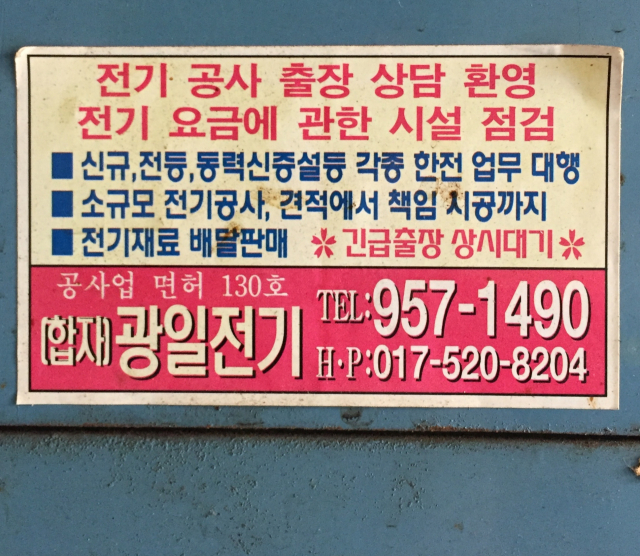 전기 공사 출장 상담 환영
전기 요금에 관한 시설 점검
■ 신규,전등,동력신증설등 각종 한전 업무 대행
■ 소규모 전기공사, 견적에서 책임 시공까지
■ 전기재료 배달판매 ※긴급출장 상시대기※
공사업 면허 130호
(합재)광일전기
TEL:957-1490
H·P:017-520-8204